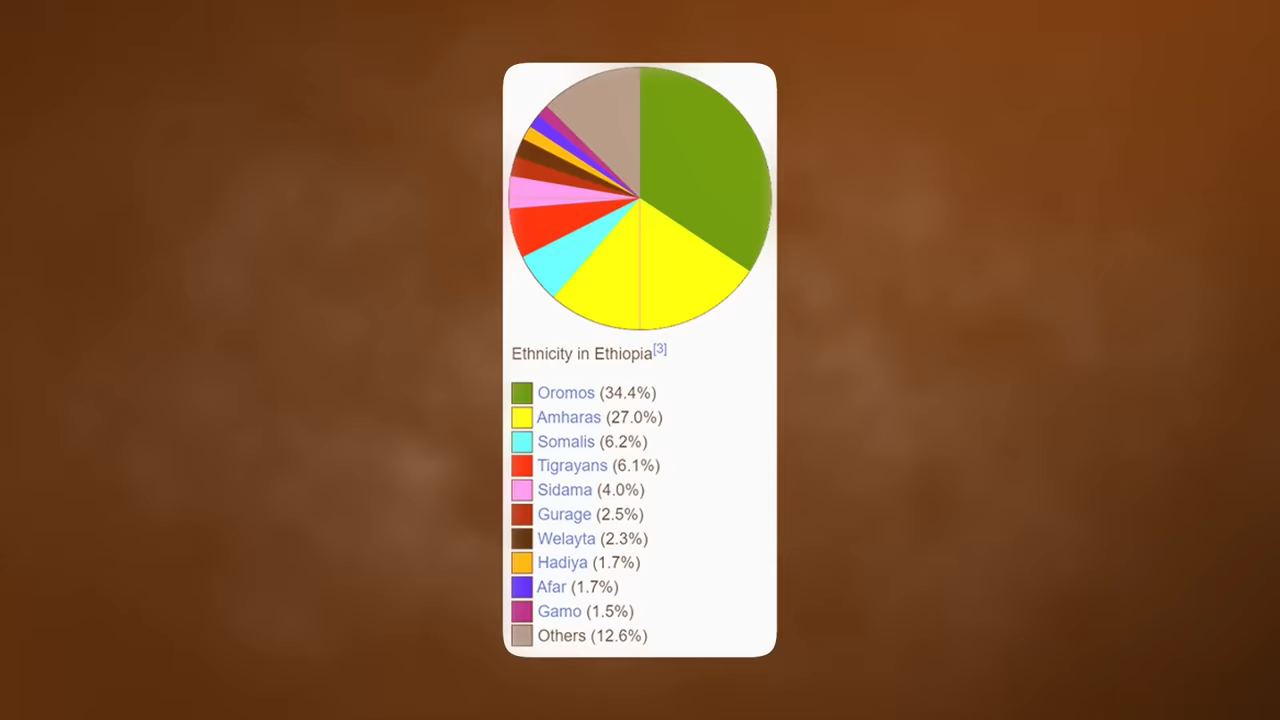 Ethnicity in Ethiopia[3]
Oromos (34.4%)
Amharas (27.0%)
Somalis (6.2%)
Tigrayans (6.1%)
Sidama (4.0%)
Gurage (2.5%)
Welayta (2.3%)
Hadiya (1.7%)
Afar (1.7%)
Gamo (1.5%)
Others (12.6%)